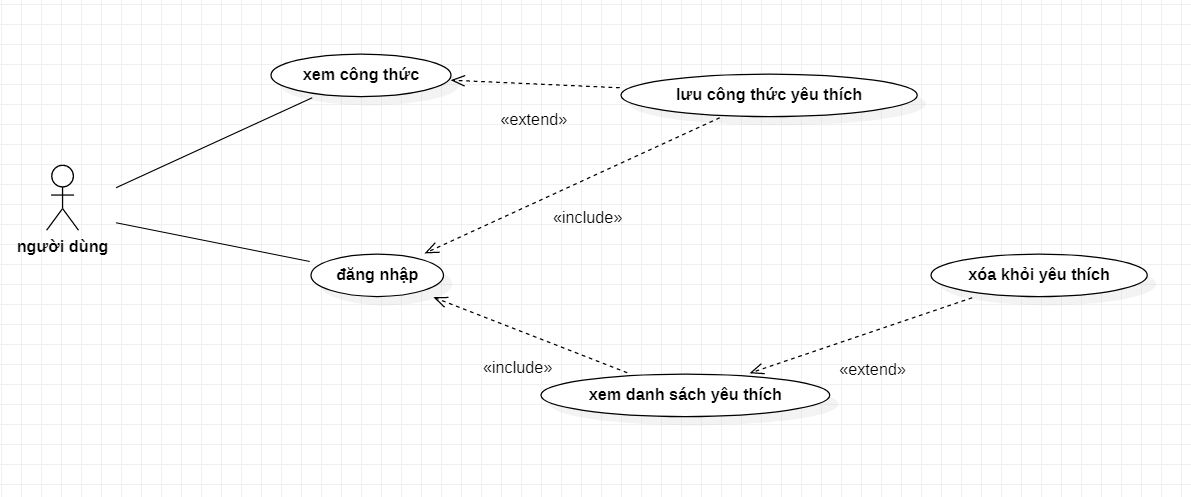 xem công thức
lưu công thức yêu thích
«extend»
«include»
người dùng
đăng nhập
xóa khỏi yêu thích
«include»
«extend»
xem danh sách yêu thích